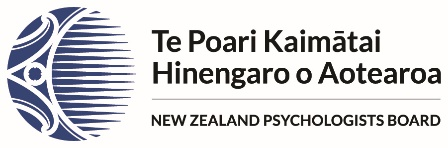 Te Poari Kaimātai
Hinengaro o Aotearoa
NEW ZEALAND PSYCHOLOGISTS BOARD